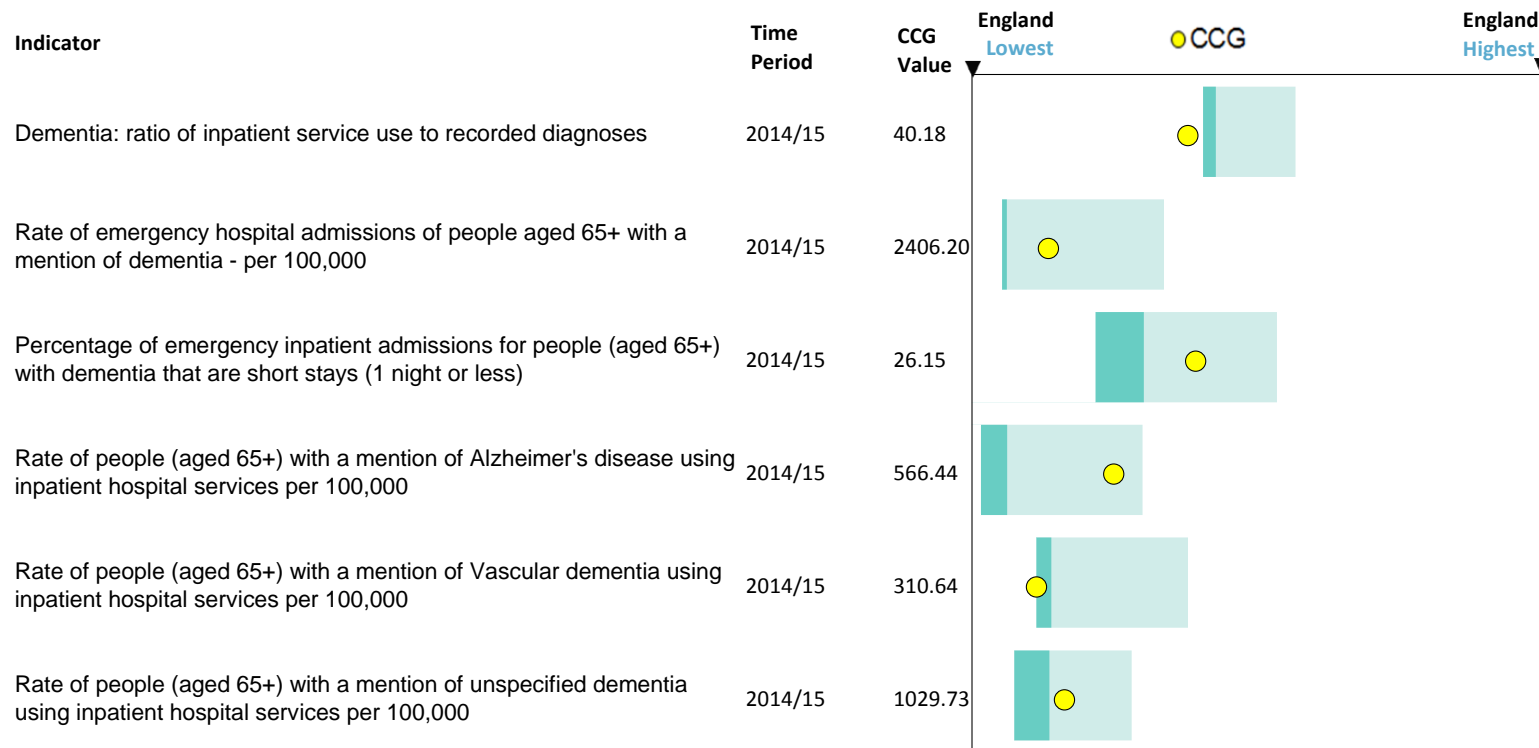 Indicator
Time
Period
CCG
Value
England
Lowest
CCG
England
Highest
Dementia: ratio of inpatient service use to recorded diagnoses
2014/15
40.18
Rate of emergency hospital admissions of people aged 65+ with a
mention of dementia - per 100,000
2014/15
2406.20
Percentage of emergency inpatient admissions for people (aged 65+)
with dementia that are short stays (1 night or less)
2014/15
26.15
Rate of people (aged 65+) with a mention of Alzheimer's disease using
inpatient hospital services per 100,000
2014/15
566.44
Rate of people (aged 65+) with a mention of Vascular dementia using
inpatient hospital services per 100,000
2014/15
310.64
Rate of people (aged 65+) with a mention of unspecified dementia
using inpatient hospital services per 100,000
2014/15
1029.73